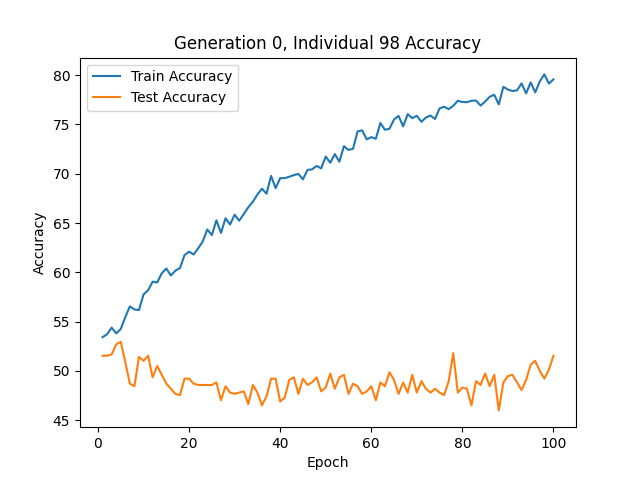 Generation 0, Individual 98 Accuracy
Train Accuracy
Test Accuracy
Accuracy
80
75
70
65
60
55
50
45
0 20 40 60 80 100
Epoch